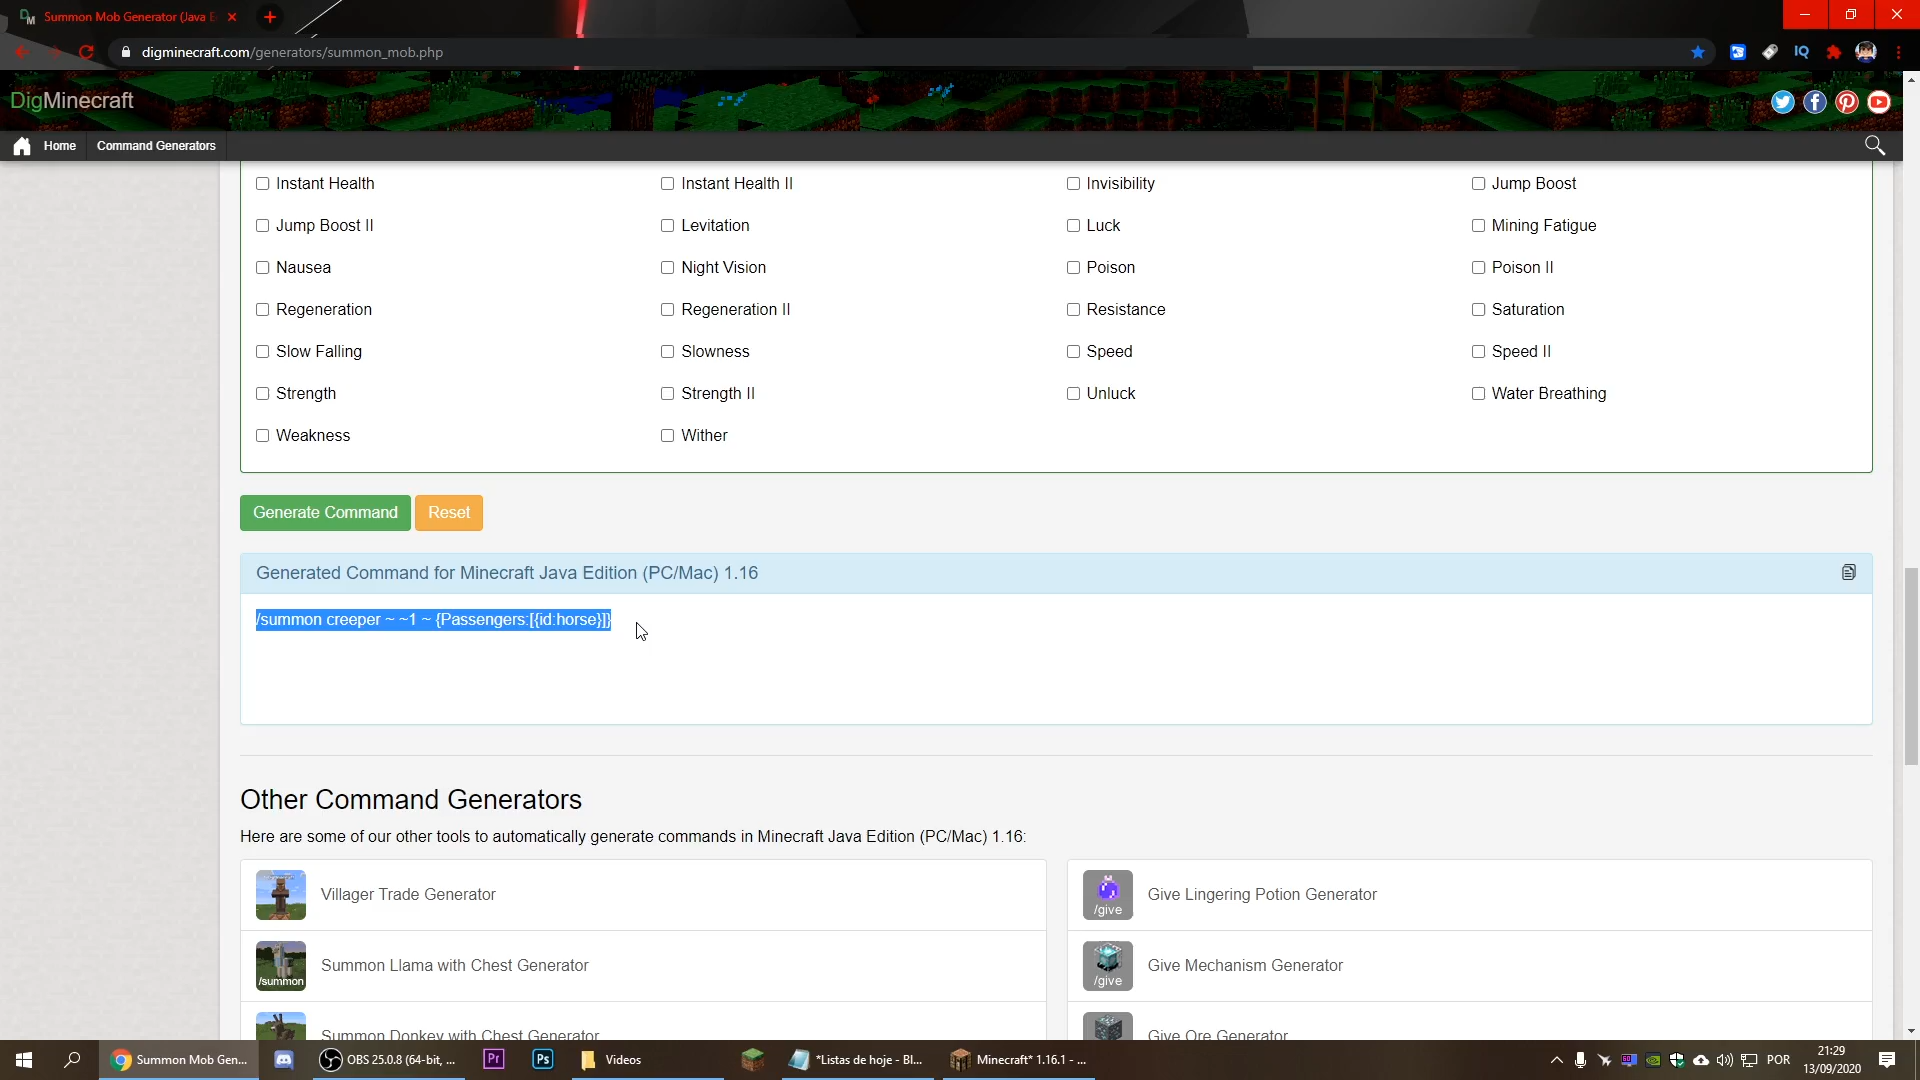 Summon Mob Generator (Java E
digminecraft.com/generators/summon_mob.php
DigMinecraft
Home
Command Generators
Instant Health
Instant Health II
Invisibility
Jump Boost
Jump Boost II
Levitation
Luck
Mining Fatigue
Nausea
Night Vision
Poison
Poison II
Regeneration
Regeneration II
Resistance
Saturation
Slow Falling
Slowness
Speed
Speed II
Strength
Strength II
Unluck
Water Breathing
Weakness
Wither
Generate Command
Reset
Generated Command for Minecraft Java Edition (PC/Mac) 1.16
/summon creeper ~ ~1 ~ {Passengers:[{id:horse}]}
Other Command Generators
Here are some of our other tools to automatically generate commands in Minecraft Java Edition (PC/Mac) 1.16:
Villager Trade Generator
/give
Give Lingering Potion Generator
/summon
Summon Llama with Chest Generator
/give
Give Mechanism Generator
Summon Donkey with Chest Generator
Give Ore Generator
Summon Mob Gen...
OBS 25.0.8 (64-bit, ...
Pr
Ps
Videos
*Listas de hoje - Bl...
Minecraft* 1.16.1 - ...
POR
21:29
13/09/2020